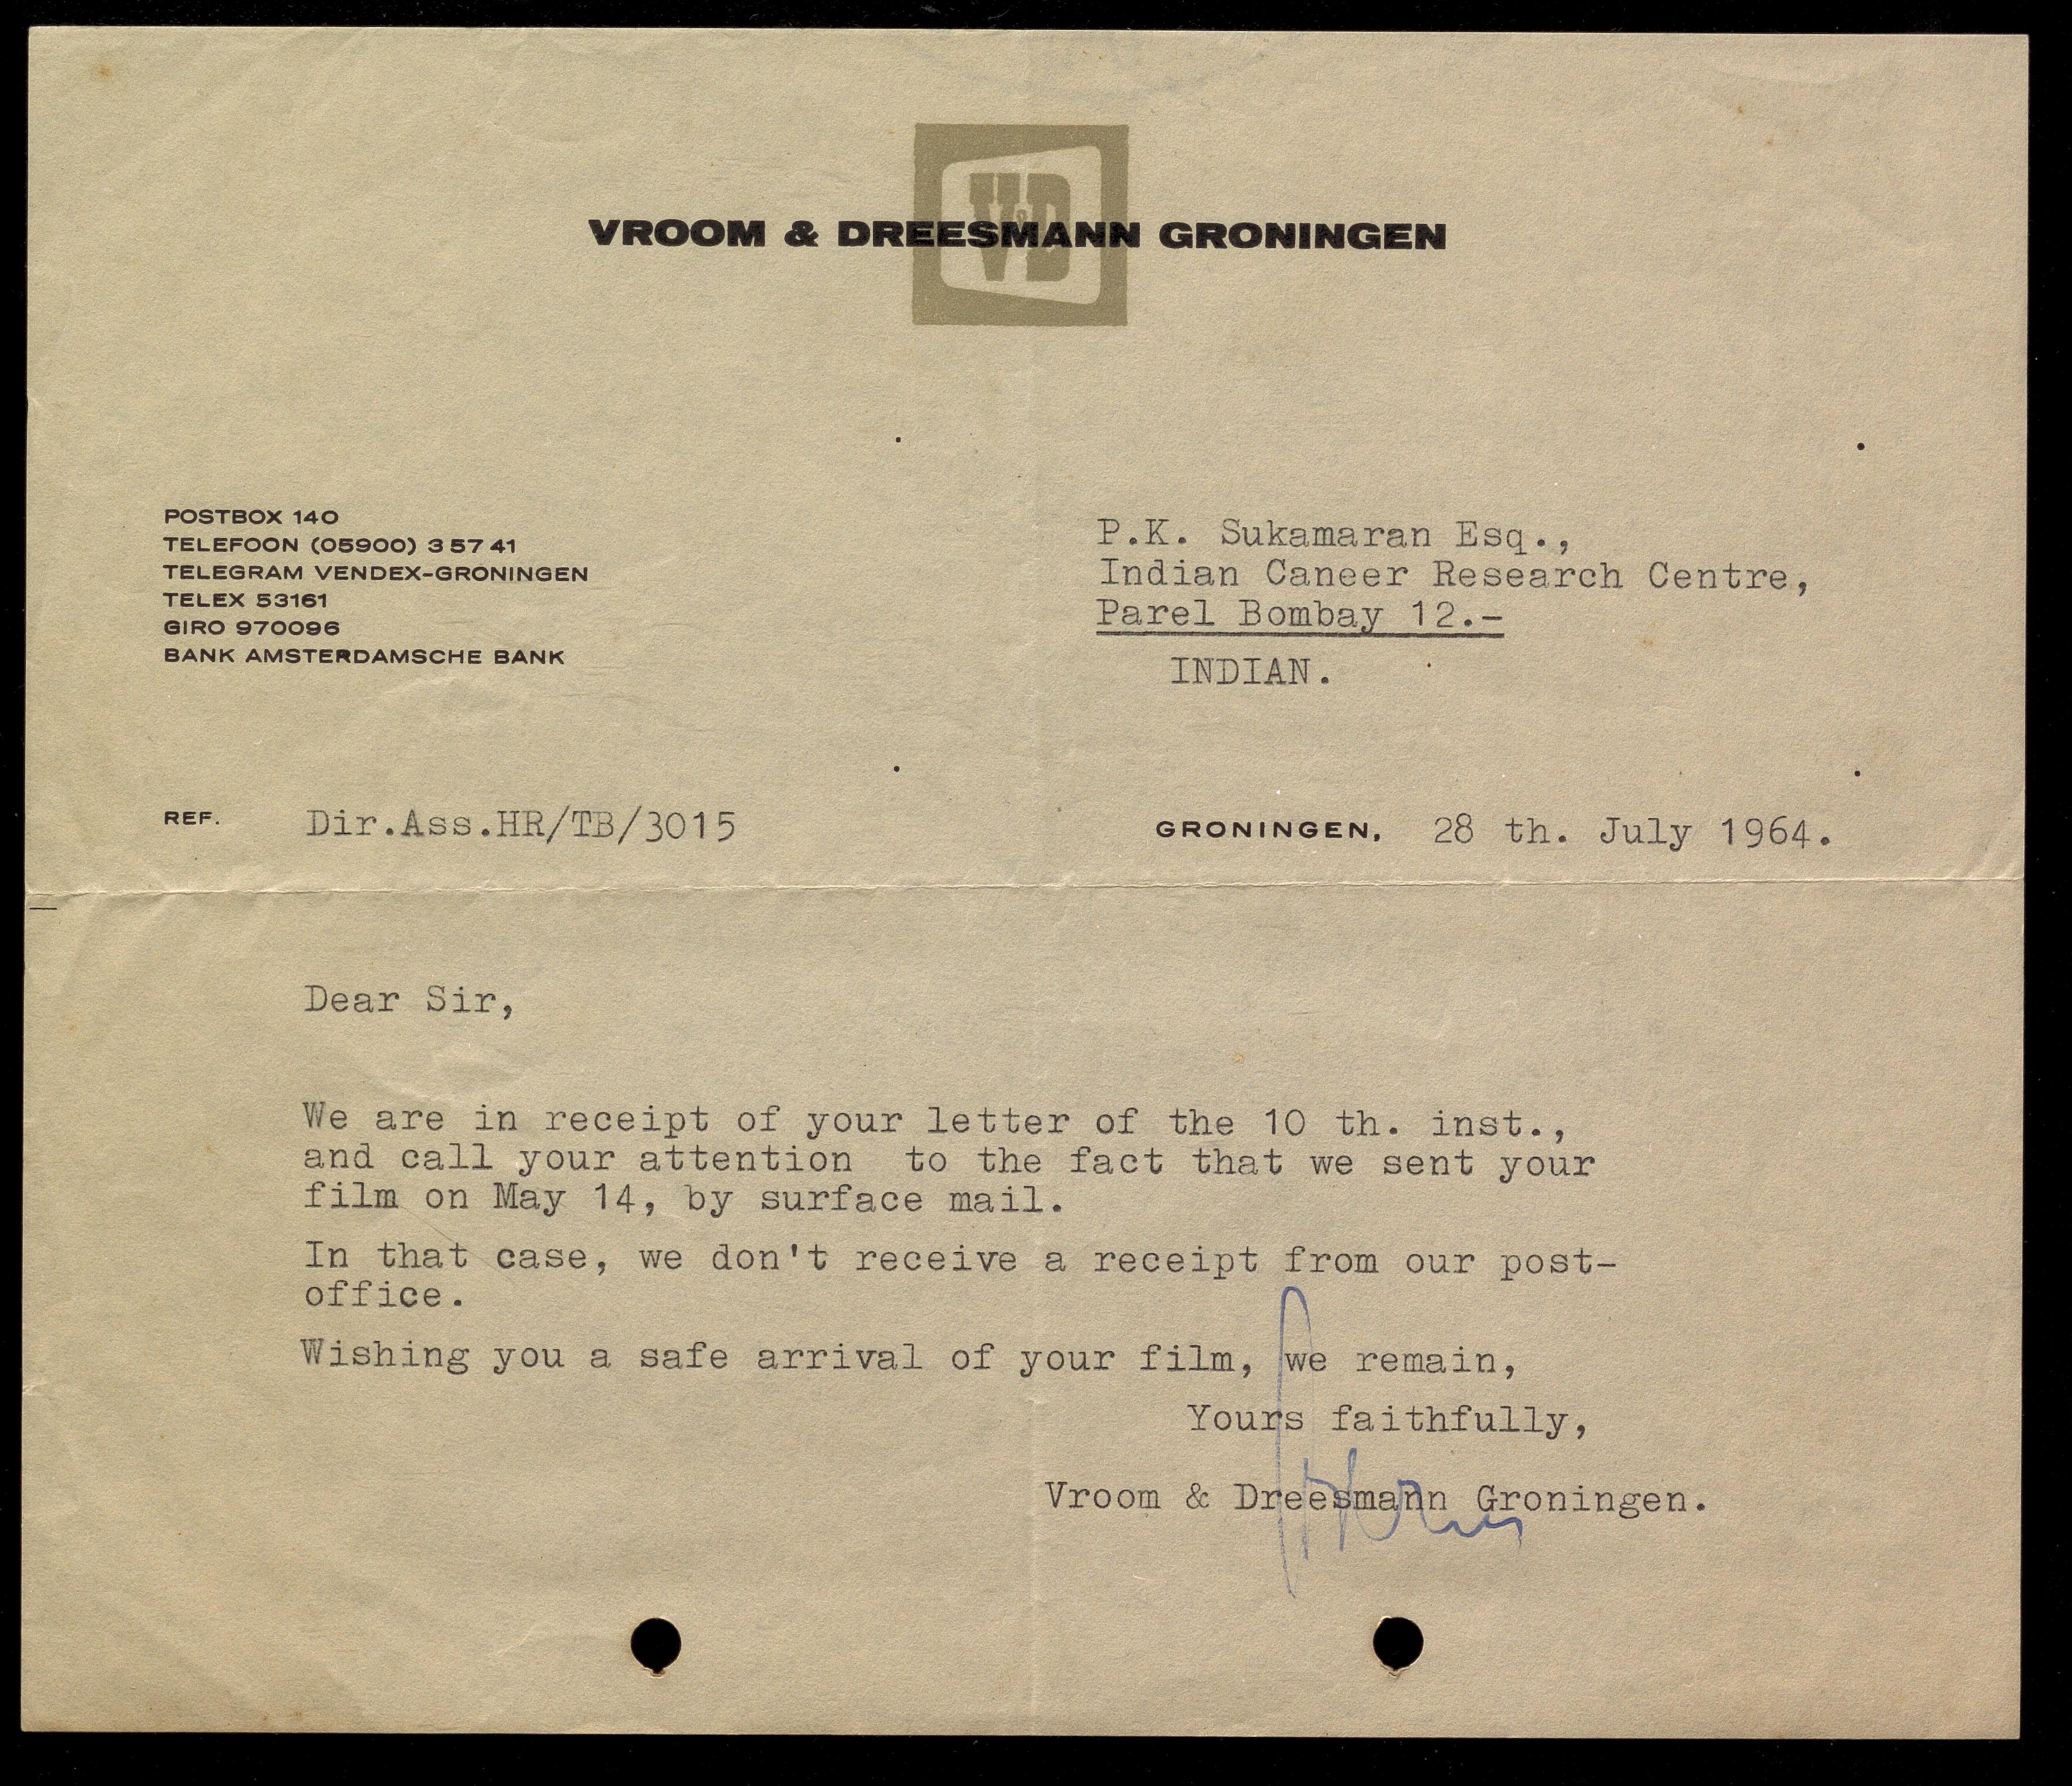 V&D
VROOM & DREESMANN GRONINGEN
POSTBOX 140
TELEFOON (05900) 3 57 41
TELEGRAM VENDEX-GRONINGEN
TELEX 53161
GIRO 970096
BANK AMSTERDAMSCHE BANK
P.K. Sukamaran Esq.,
Indian Caneer Research Centre,
Parel Bombay 12.-
INDIAN.
REF. Dir.Ass.HR/TB/3015
GRONINGEN, 28 th. July 1964.
Dear Sir,
We are in receipt of your letter of the 10 th. inst.,
and call your attention to the fact that we sent your
film on May 14, by surface mail.
In that case, we don't receive a receipt from our post-
office.
Wishing you a safe arrival of your film, we remain,
Yours faithfully,
Vroom & Dreesmann Groningen.